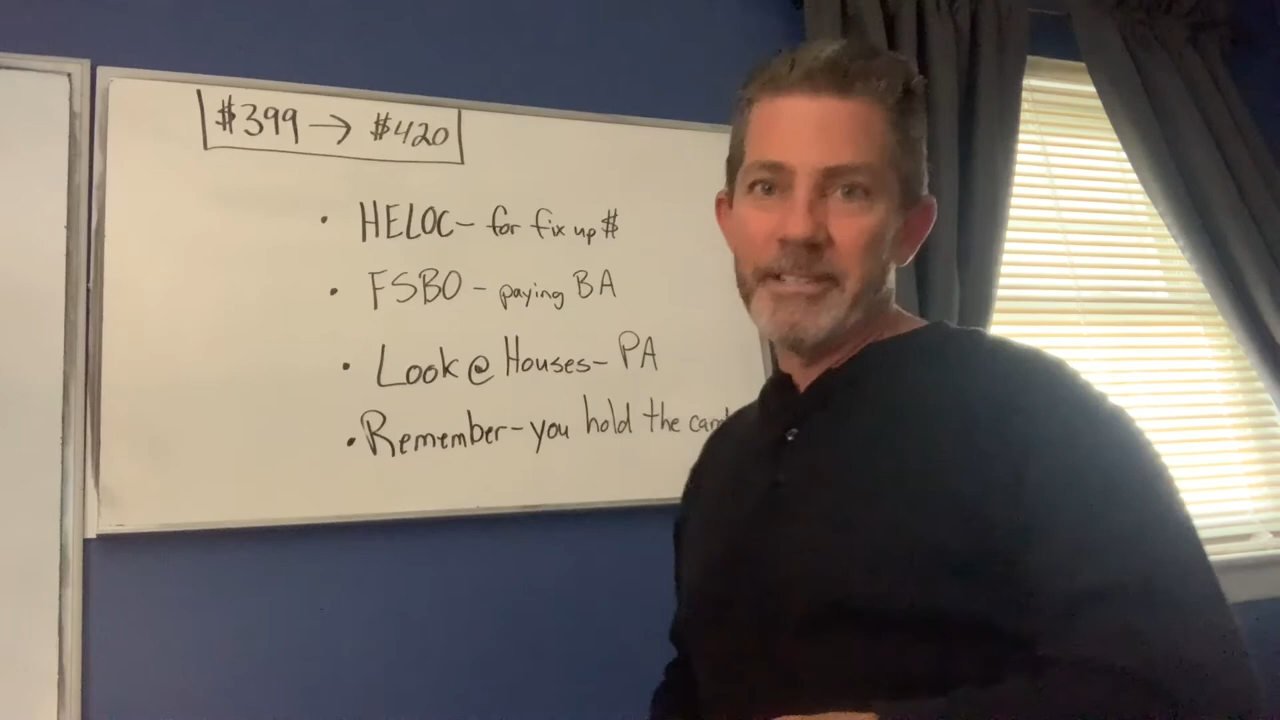 $399 → $420
• HELOC- for fix up $
• FSBO - paying BA
• Look @ Houses- PA
• Remember- you hold the